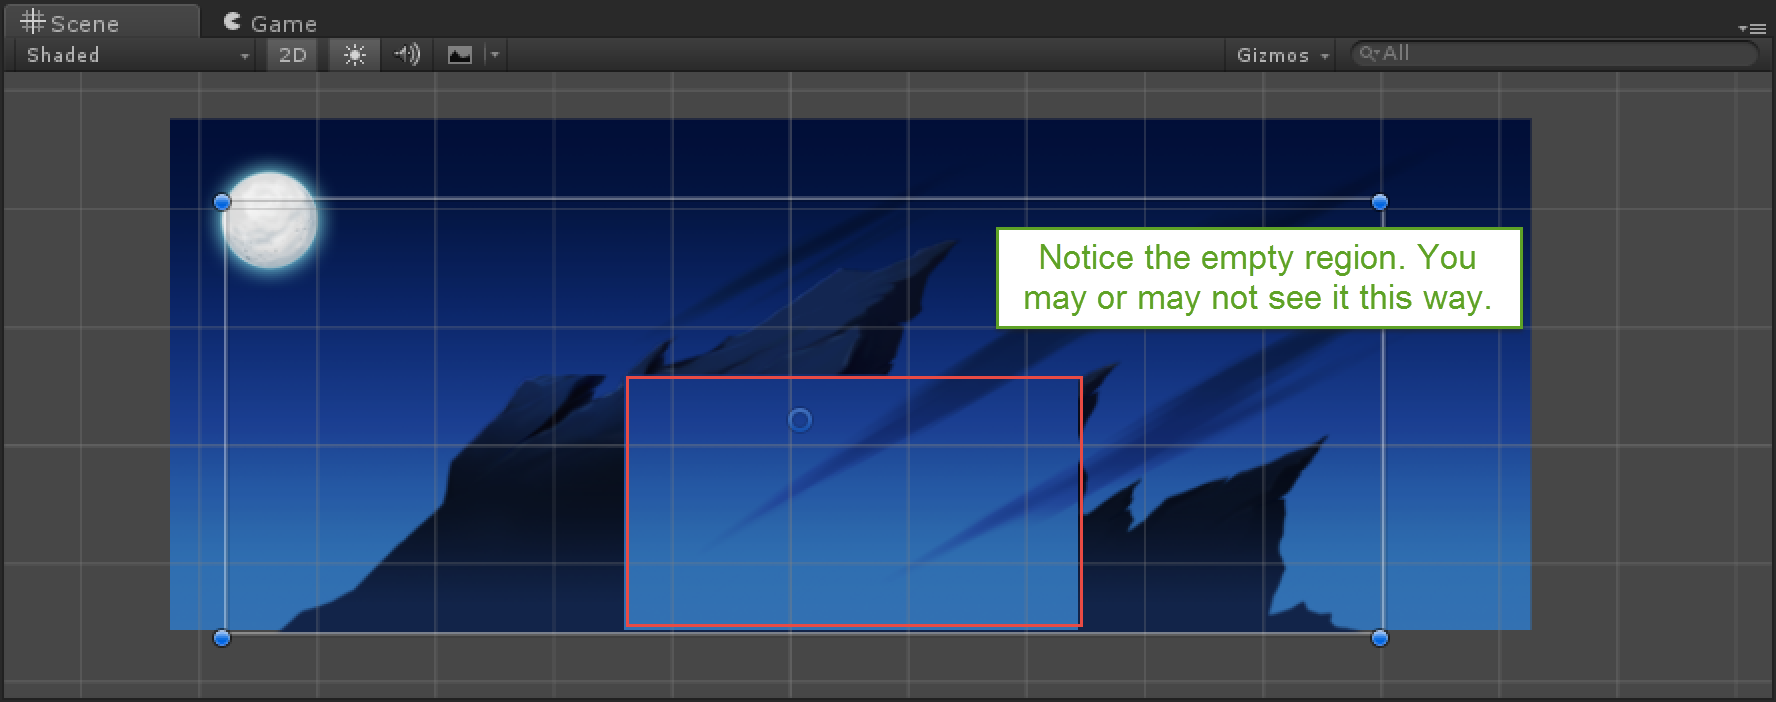 Scene
Game
Shaded
2D
Gizmos
All
Notice the empty region. You
may or may not see it this way.